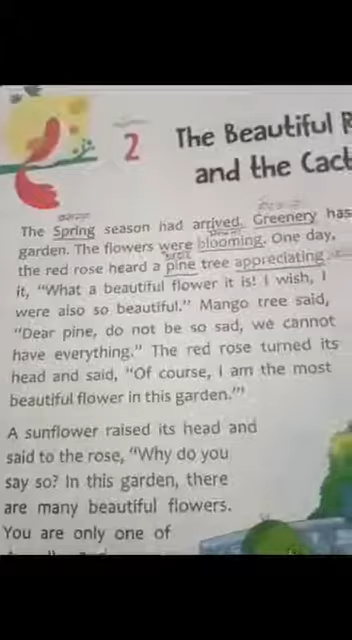 2
The Beautiful
and the Cact
The Spring season had arrived. Greenery has
garden. The flowers were blooming. One day,
the red rose heard a pine tree appreciating
it, “What a beautiful flower it is! I wish, I
were also so beautiful.” Mango tree said,
“Dear pine, do not be so sad, we cannot
have everything.” The red rose turned its
head and said, “Of course, I am the most
beautiful flower in this garden.”’
A sunflower raised its head and
said to the rose, “Why do you
say so? In this garden, there
are many beautiful flowers.
You are only one of